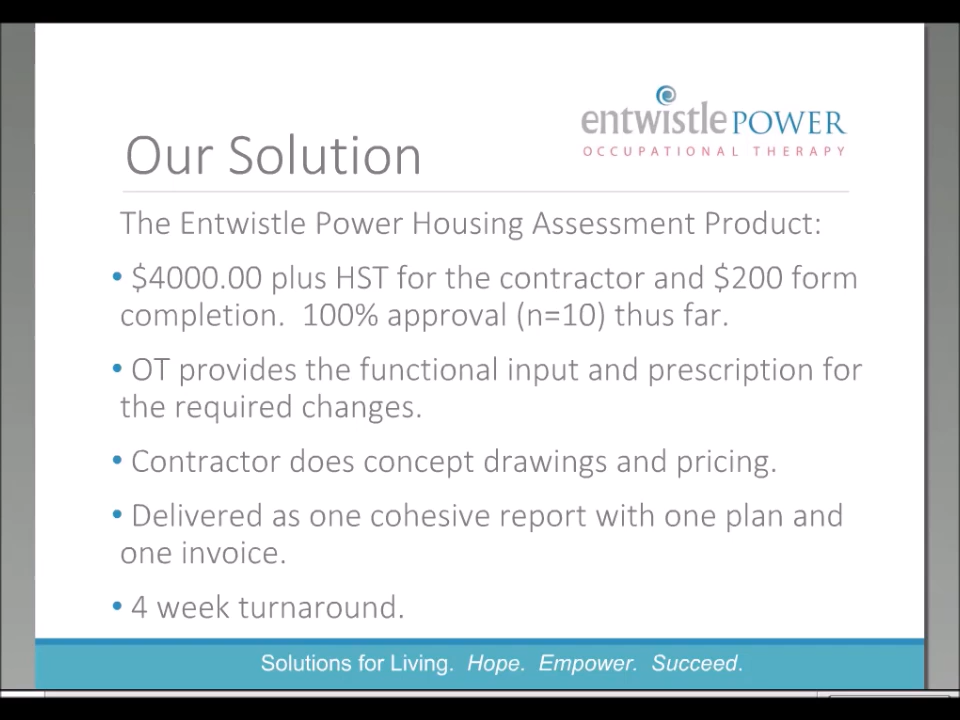 entwistle POWER
OCCUPATIONAL THERAPY
Our Solution
The Entwistle Power Housing Assessment Product:
• $4000.00 plus HST for the contractor and $200 form
completion.  100% approval (n=10) thus far.
• OT provides the functional input and prescription for
the required changes.
• Contractor does concept drawings and pricing.
• Delivered as one cohesive report with one plan and
one invoice.
• 4 week turnaround.
Solutions for Living.  Hope.  Empower.  Succeed.